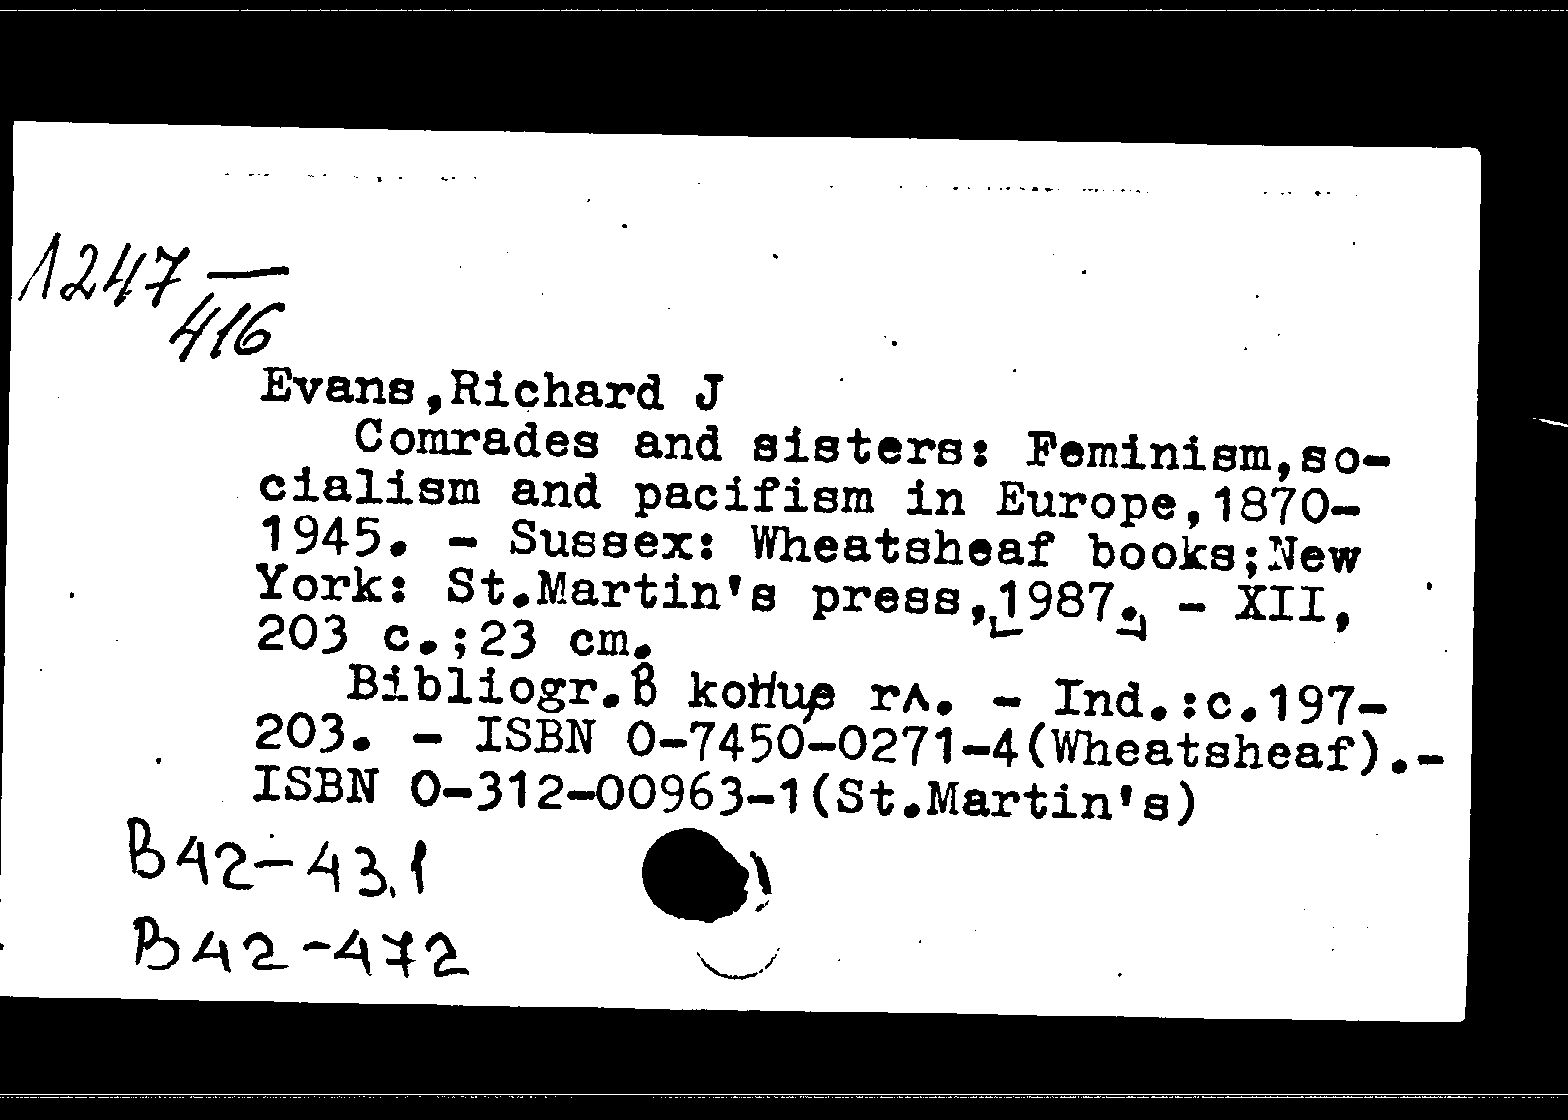 1247—
416
Evans,Richard J
Comrades and sisters: Feminism,so-
cialism and pacifism in Europe,1870-
1945. - Sussex: Wheatsheaf books;New
York: St.Martin's press,[1987.] - XII,
203 c.;23 cm.
Bibliogr.в конце гл. - Ind.:c.197-
203. - ISBN 0-7450-0271-4(Wheatsheaf).-
ISBN 0-312-00963-1(St.Martin's)
B42-43.1
B42-472